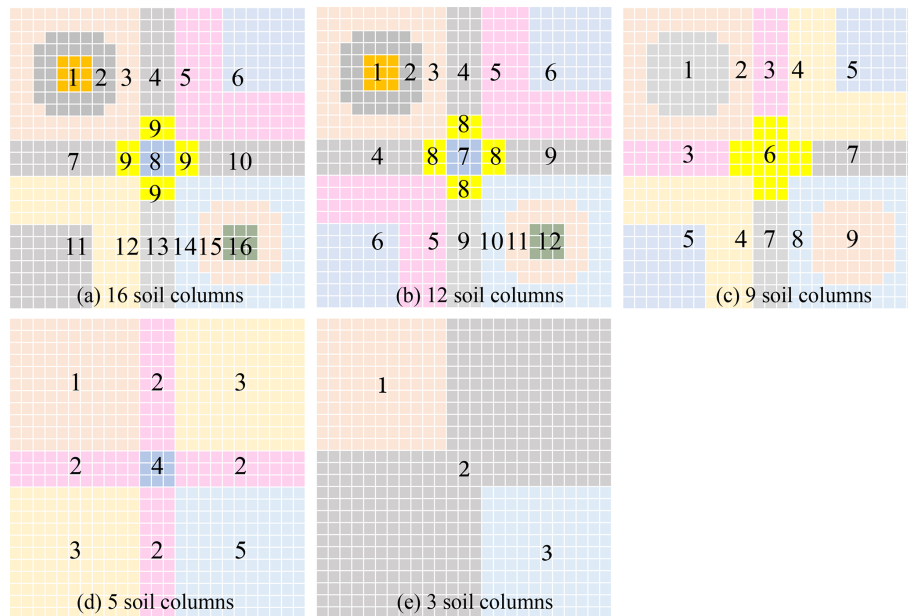 1 2 3 4 5 6
9
7 9 8 9 10
9
11 12 13 14 15 16
(a) 16 soil columns
1 2 3 4 5 6
8
4 8 7 8 9
8
6 5 9 10 11 12
(b) 12 soil columns
1 2 3 4 5
3 6 7
5 4 7 8 9
(c) 9 soil columns
1 2 3
2 4 2
3 2 5
(d) 5 soil columns
1
2
3
(e) 3 soil columns